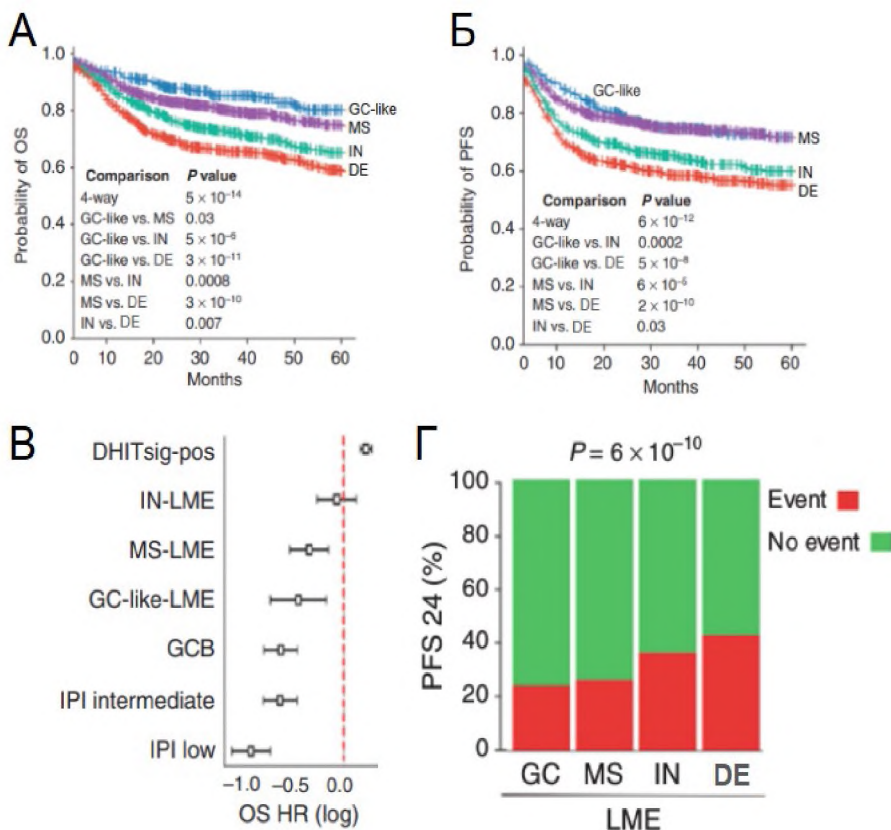 А
Probability of OS
1.0
0.8
0.6
0.4
0.2
0.0
GC-like
MS
IN
DE
Comparison P value
4-way 5 × 10⁻¹⁴
GC-like vs. MS 0.03
GC-like vs. IN 5 × 10⁻⁶
GC-like vs. DE 3 × 10⁻¹¹
MS vs. IN 0.0008
MS vs. DE 3 × 10⁻¹⁰
IN vs. DE 0.007
0 10 20 30 40 50 60
Months
Б
Probability of PFS
1.0
0.8
0.6
0.4
0.2
0.0
GC-like
MS
IN
DE
Comparison P value
4-way 6 × 10⁻¹²
GC-like vs. IN 0.0002
GC-like vs. DE 5 × 10⁻⁸
MS vs. IN 6 × 10⁻⁵
MS vs. DE 2 × 10⁻¹⁰
IN vs. DE 0.03
0 10 20 30 40 50 60
Months
В
DHITsig-pos
IN-LME
MS-LME
GC-like-LME
GCB
IPI intermediate
IPI low
-1.0 -0.5 0.0
OS HR (log)
Г
P = 6 × 10⁻¹⁰
PFS 24 (%)
100
80
60
40
20
0
Event
No event
GC MS IN DE
LME